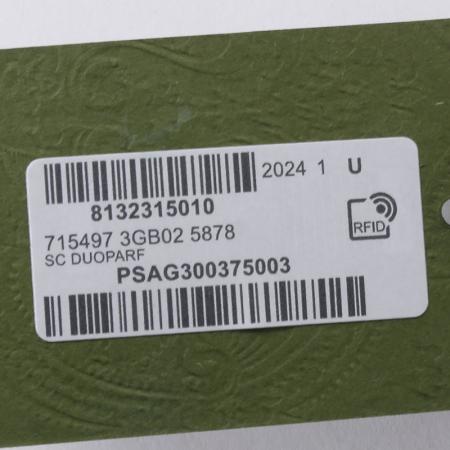 2024 1 U
8132315010
715497 3GB02 5878
RFID
SC DUOPARF
PSAG300375003